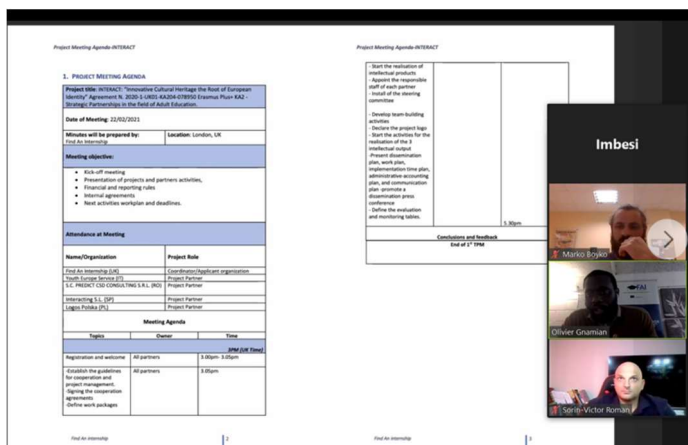 Project Meeting Agenda-INTERACT
1. PROJECT MEETING AGENDA
Project title: INTERACT: "Innovative Cultural Heritage the Root of European
Identity" Agreement N. 2020-1-UK01-KA204-078950 Erasmus Plus+ KA2 -
Strategic Partnerships in the field of Adult Education.
Date of Meeting: 22/02/2021
Minutes will be prepared by:
Find An Internship
Location: London, UK
Meeting objective:
• Kick-off meeting
• Presentation of projects and partners activities,
• Financial and reporting rules
• Internal agreements
• Next activities workplan and deadlines.
Attendance at Meeting
Name/Organization Project Role
Find An Internship (UK) Coordinator/Applicant organization
Youth Europe Service (IT) Project Partner
S.C. PREDICT CSD CONSULTING S.R.L. (RO) Project Partner
Interacting S.L. (SP) Project Partner
Logos Polska (PL) Project Partner
Meeting Agenda
Topics Owner Time
3PM (UK Time)
Registration and welcome All partners 3.00pm- 3.05pm
-Establish the guidelines All partners 3.05pm
for cooperation and
project management.
-Signing the cooperation
agreements
-Define work packages
Find An Internship
2
Project Meeting Agenda-INTERACT
- Start the realisation of
intellectual products
- Appoint the responsible
staff of each partner
- Install of the steering
committee
- Develop team-building
activities
- Declare the project logo
- Start the activities for the
realisation of the 3
intellectual output
-Present dissemination
plan, work plan,
implementation time plan,
administrative accounting
plan, and communication
plan promote a
dissemination press
conference
- Define the evaluation
and monitoring tables.
5.30pm
Conclusions and feedback
End of 1st TPM
Find An Internship
3
Imbesi
Marko Boyko
FAI
Olivier Gnamian
Sorin-Victor Roman